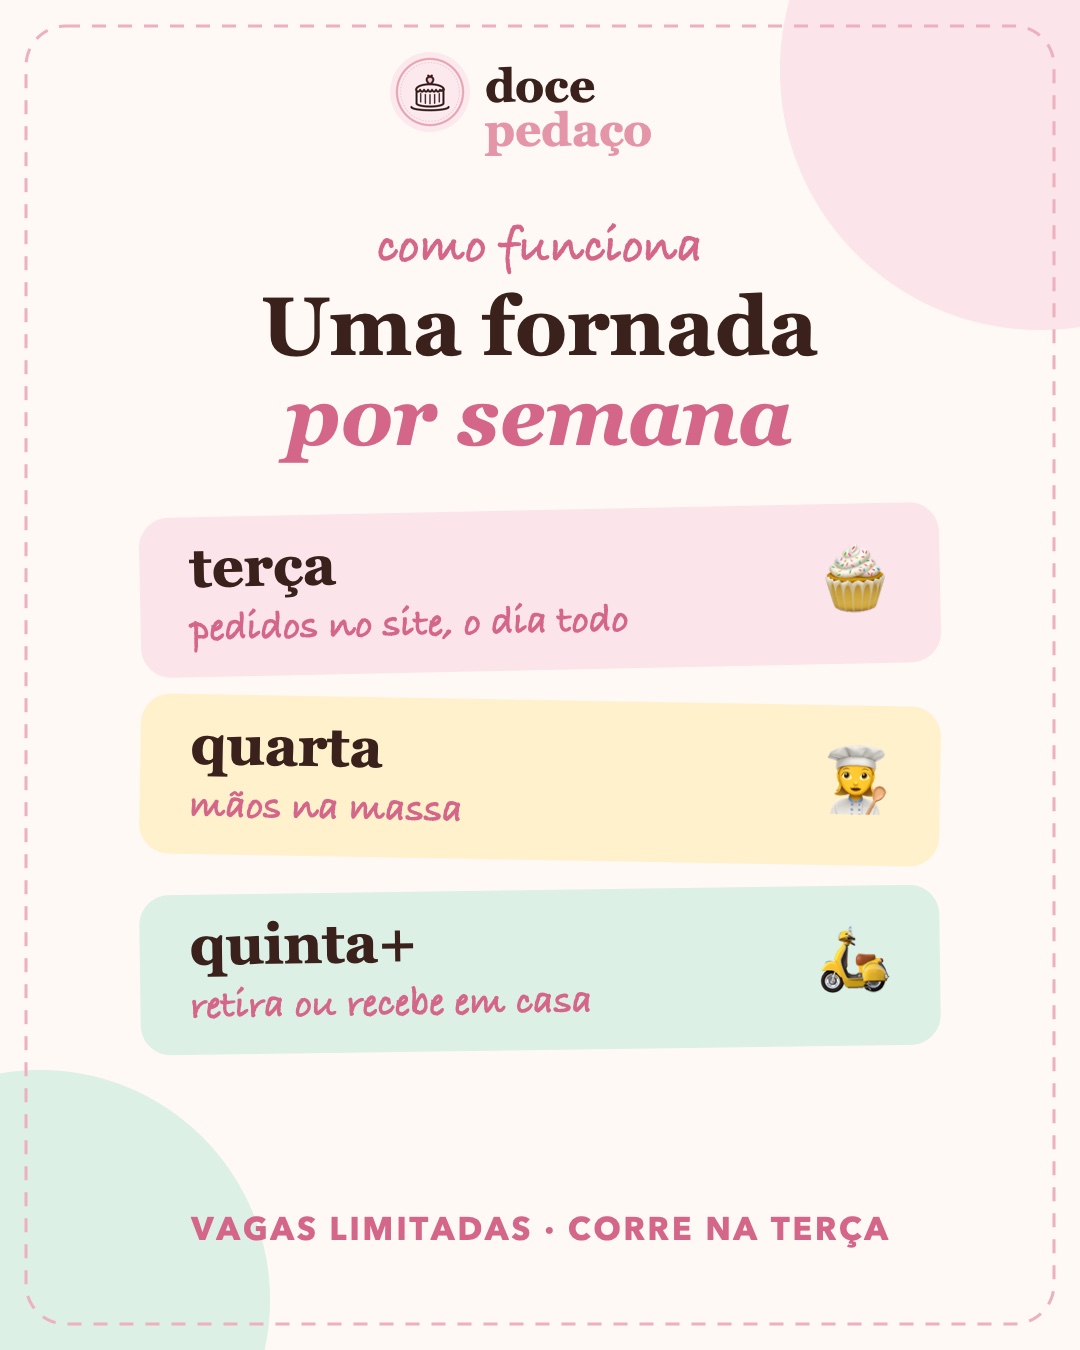 doce
pedaço
como funciona
Uma fornada
por semana
terça
pedidos no site, o dia todo
quarta
mãos na massa
quinta+
retira ou recebe em casa
VAGAS LIMITADAS · CORRE NA TERÇA